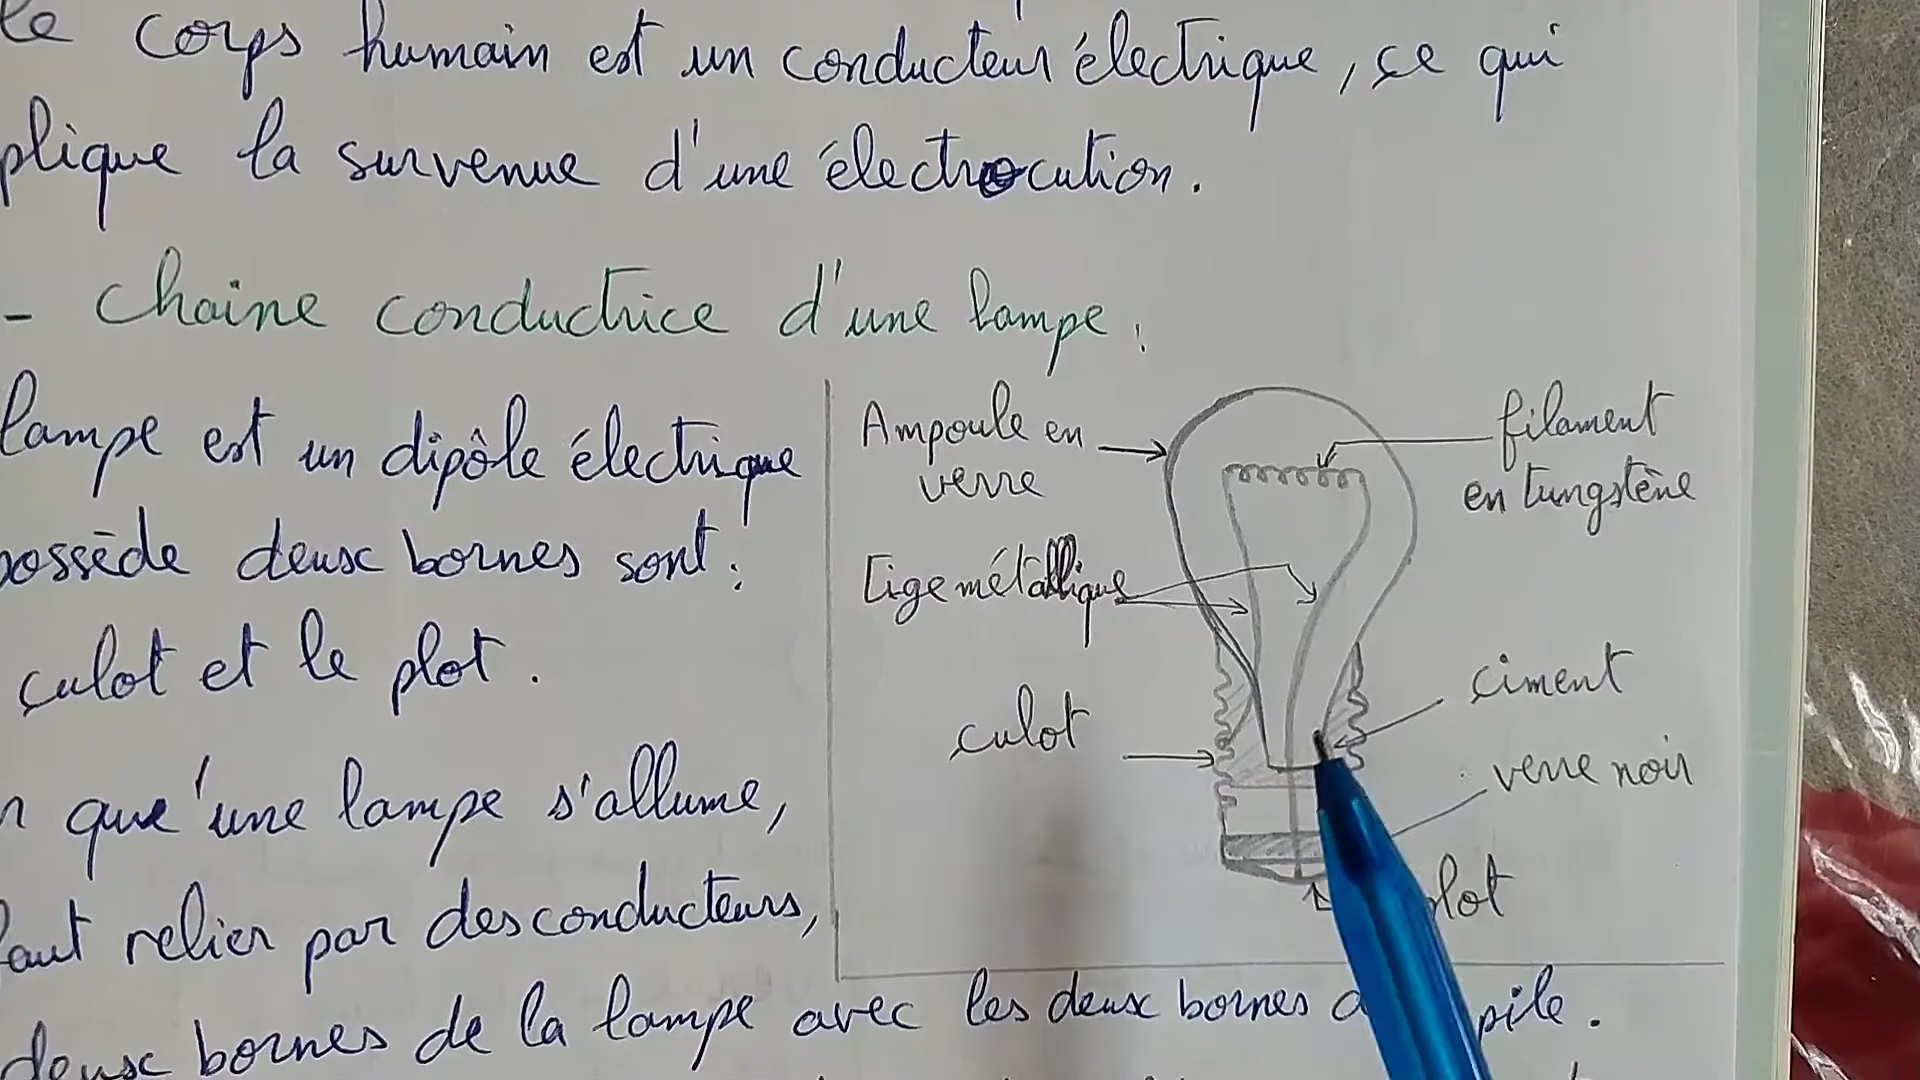 le corps humain est un conducteur électrique, ce qui
plique la survenue d'une électrocution.
- Chaine conductrice d'une lampe:
lampe est un dipôle électrique
possède deux bornes sont:
culot et le plot.
n que'une lampe s'allume,
faut relier par des conducteurs,
deux bornes de la lampe avec les deux bornes d pile.
Ampoule en
verre
filament
en tungstène
Tige métallique
culot
ciment
verre noir
plot